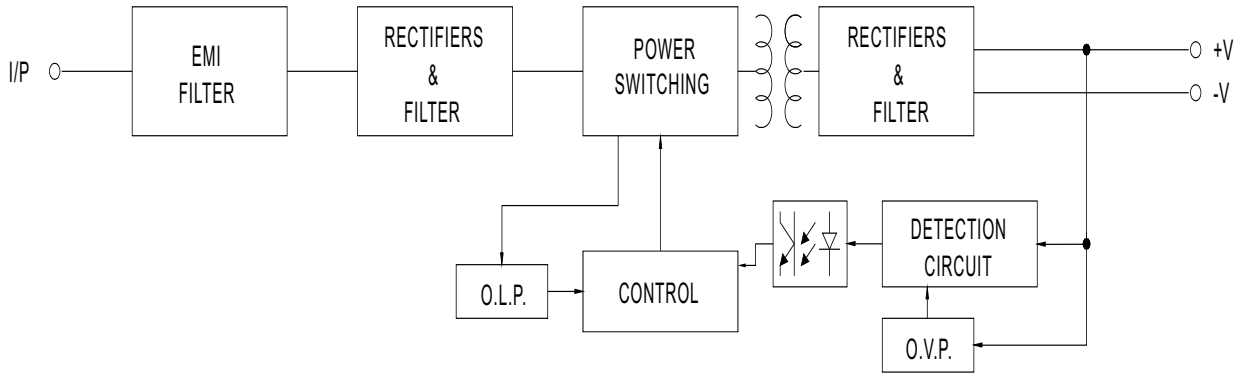 I/P
EMI
FILTER
RECTIFIERS
&
FILTER
POWER
SWITCHING
RECTIFIERS
&
FILTER
+V
-V
O.L.P.
CONTROL
DETECTION
CIRCUIT
O.V.P.